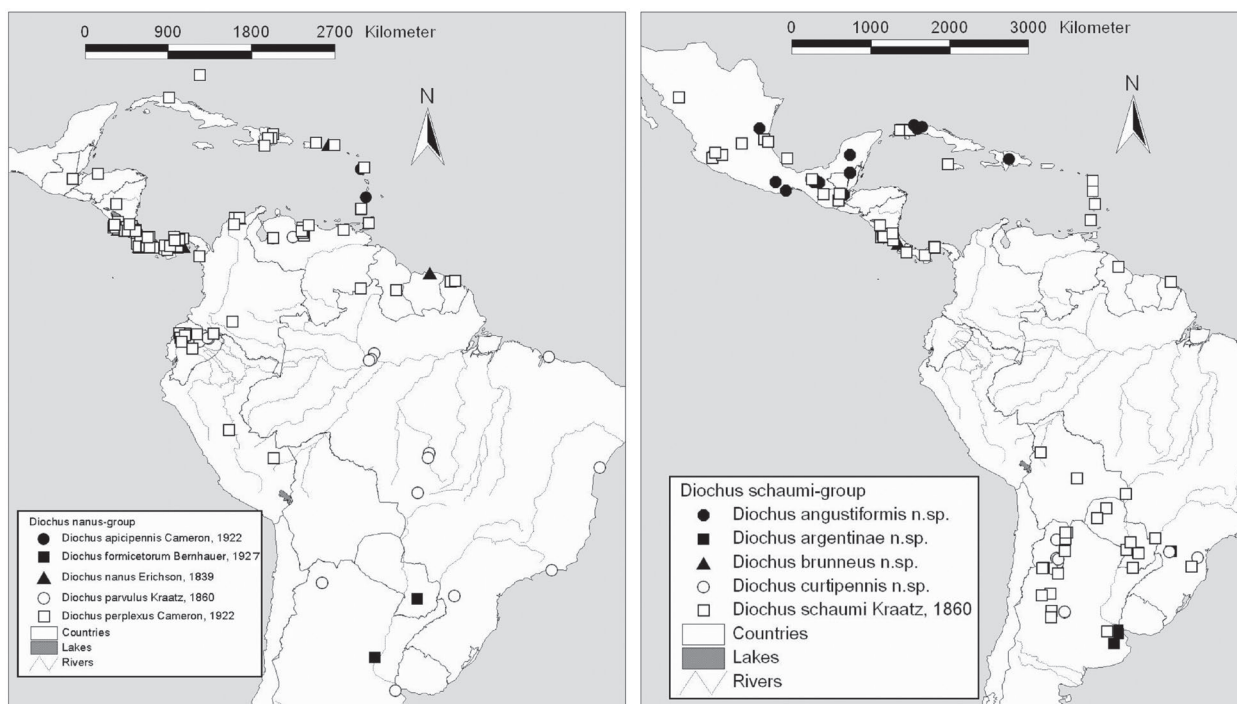 0 900 1800 2700 Kilometer
N
Diochus nanus-group
Diochus apicipennis Cameron, 1922
Diochus formicetorum Bernhauer, 1927
Diochus nanus Erichson, 1839
Diochus parvulus Kraatz, 1860
Diochus perplexus Cameron, 1922
Countries
Lakes
Rivers
0 1000 2000 3000 Kilometer
N
Diochus schaumi-group
Diochus angustiformis n.sp.
Diochus argentinae n.sp.
Diochus brunneus n.sp.
Diochus curtipennis n.sp.
Diochus schaumi Kraatz, 1860
Countries
Lakes
Rivers